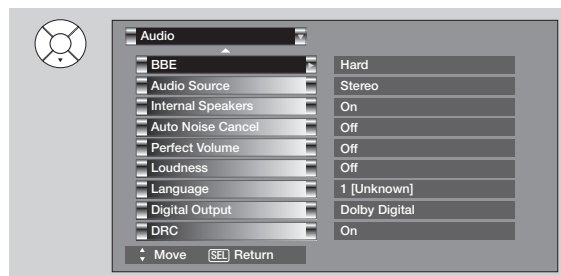 Audio
BBE Hard
Audio Source Stereo
Internal Speakers On
Auto Noise Cancel Off
Perfect Volume Off
Loudness Off
Language 1 [Unknown]
Digital Output Dolby Digital
DRC On
Move SEL Return